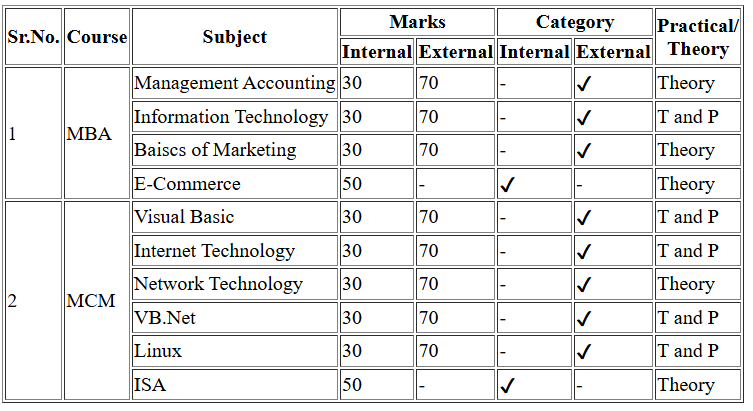 Sr.No. Course Subject Marks Category Practical/ Theory
Internal External Internal External
1 MBA Management Accounting 30 70 - ✓ Theory
Information Technology 30 70 - ✓ T and P
Baiscs of Marketing 30 70 - ✓ Theory
E-Commerce 50 - ✓ - Theory
2 MCM Visual Basic 30 70 - ✓ T and P
Internet Technology 30 70 - ✓ T and P
Network Technology 30 70 - ✓ Theory
VB.Net 30 70 - ✓ T and P
Linux 30 70 - ✓ T and P
ISA 50 - ✓ - Theory